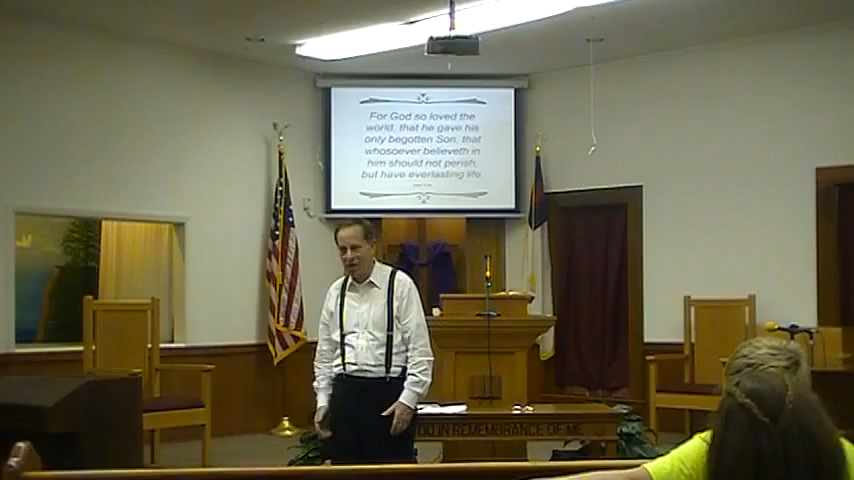 For God so loved the
world, that he gave his
only begotten Son, that
whosoever believeth in
him should not perish,
but have everlasting life.
DO IN REMEMBRANCE OF ME